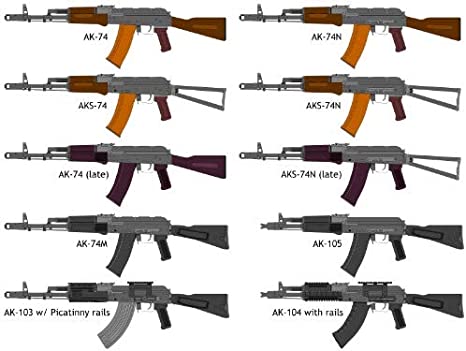 AK-74
AK-74N
AKS-74
AKS-74N
AK-74 (late)
AKS-74N (late)
AK-74M
AK-105
AK-103 w/ Picatinny rails
AK-104 with rails